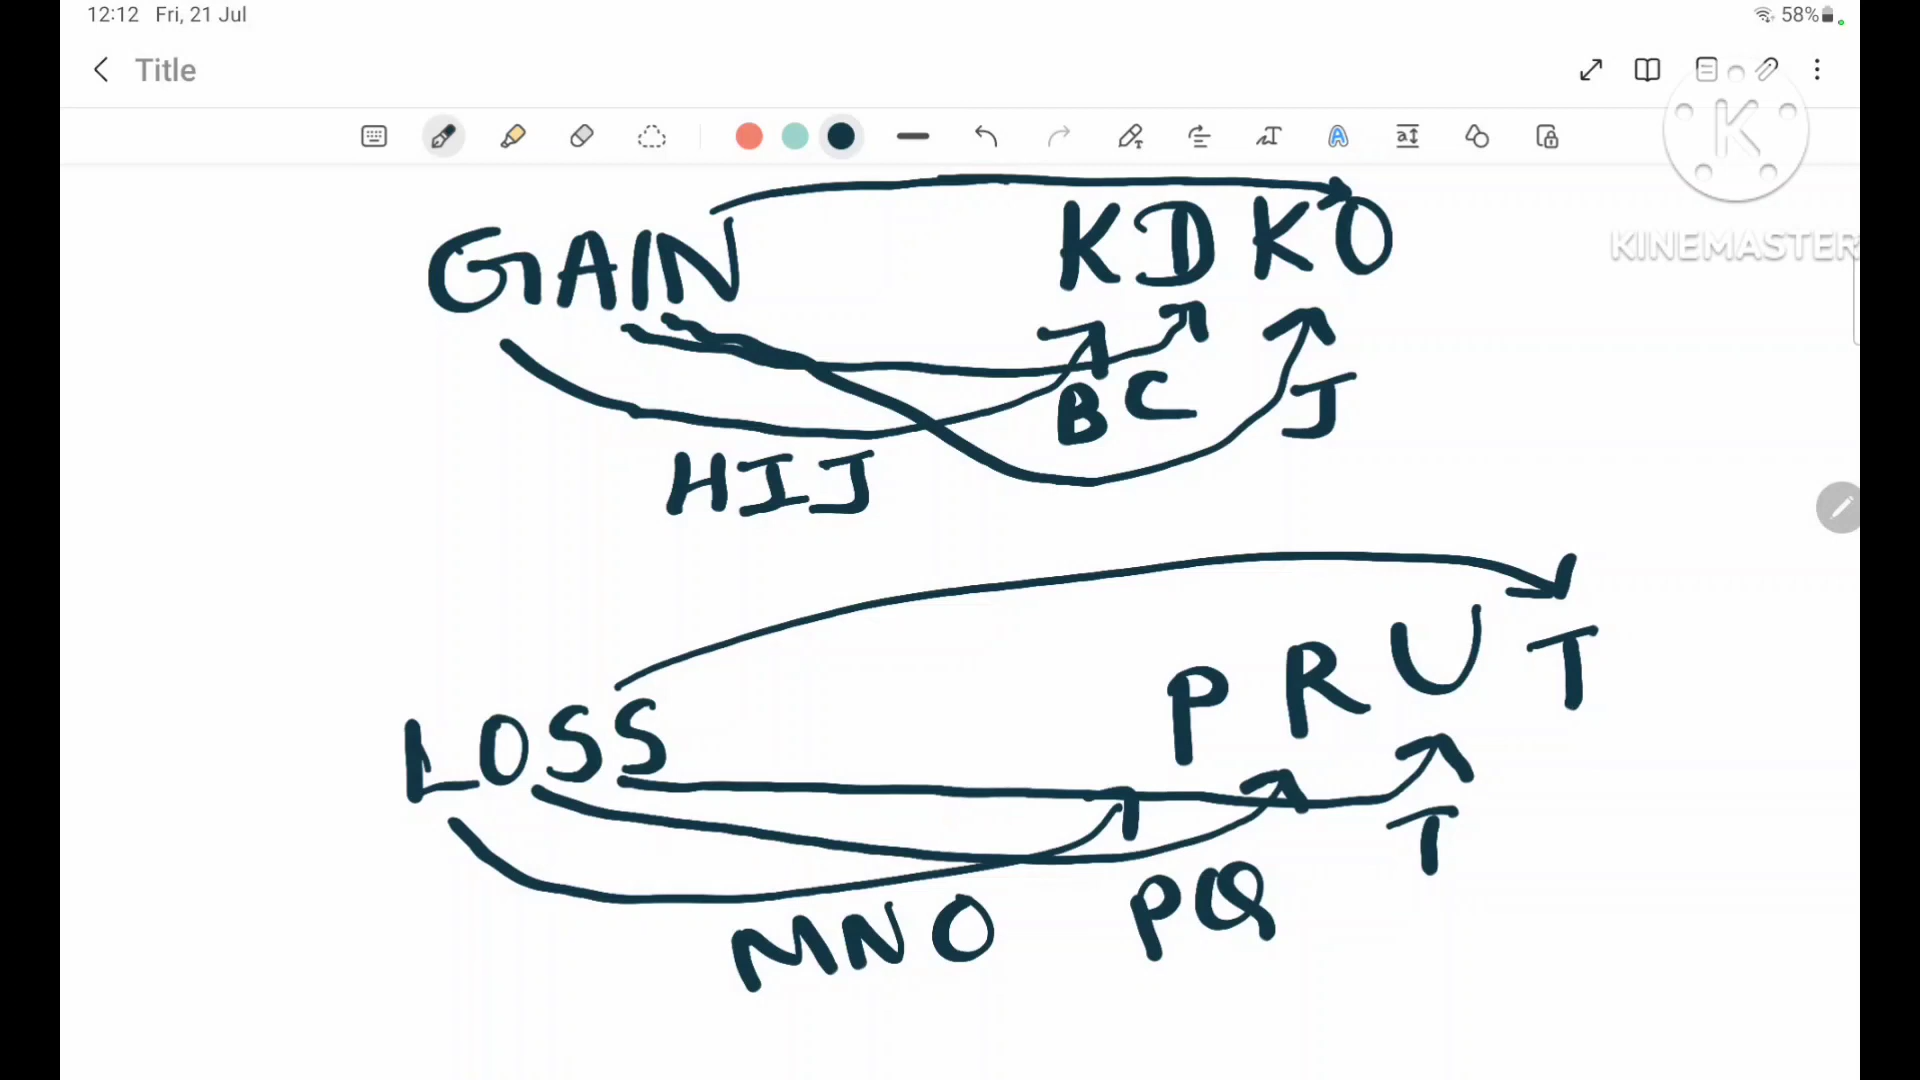 12:12 Fri, 21 Jul 58%
Title
K
KINEMASTER
GAIN KDKO
BC J
HIJ
LOSS PRUT
T
MNO PQ